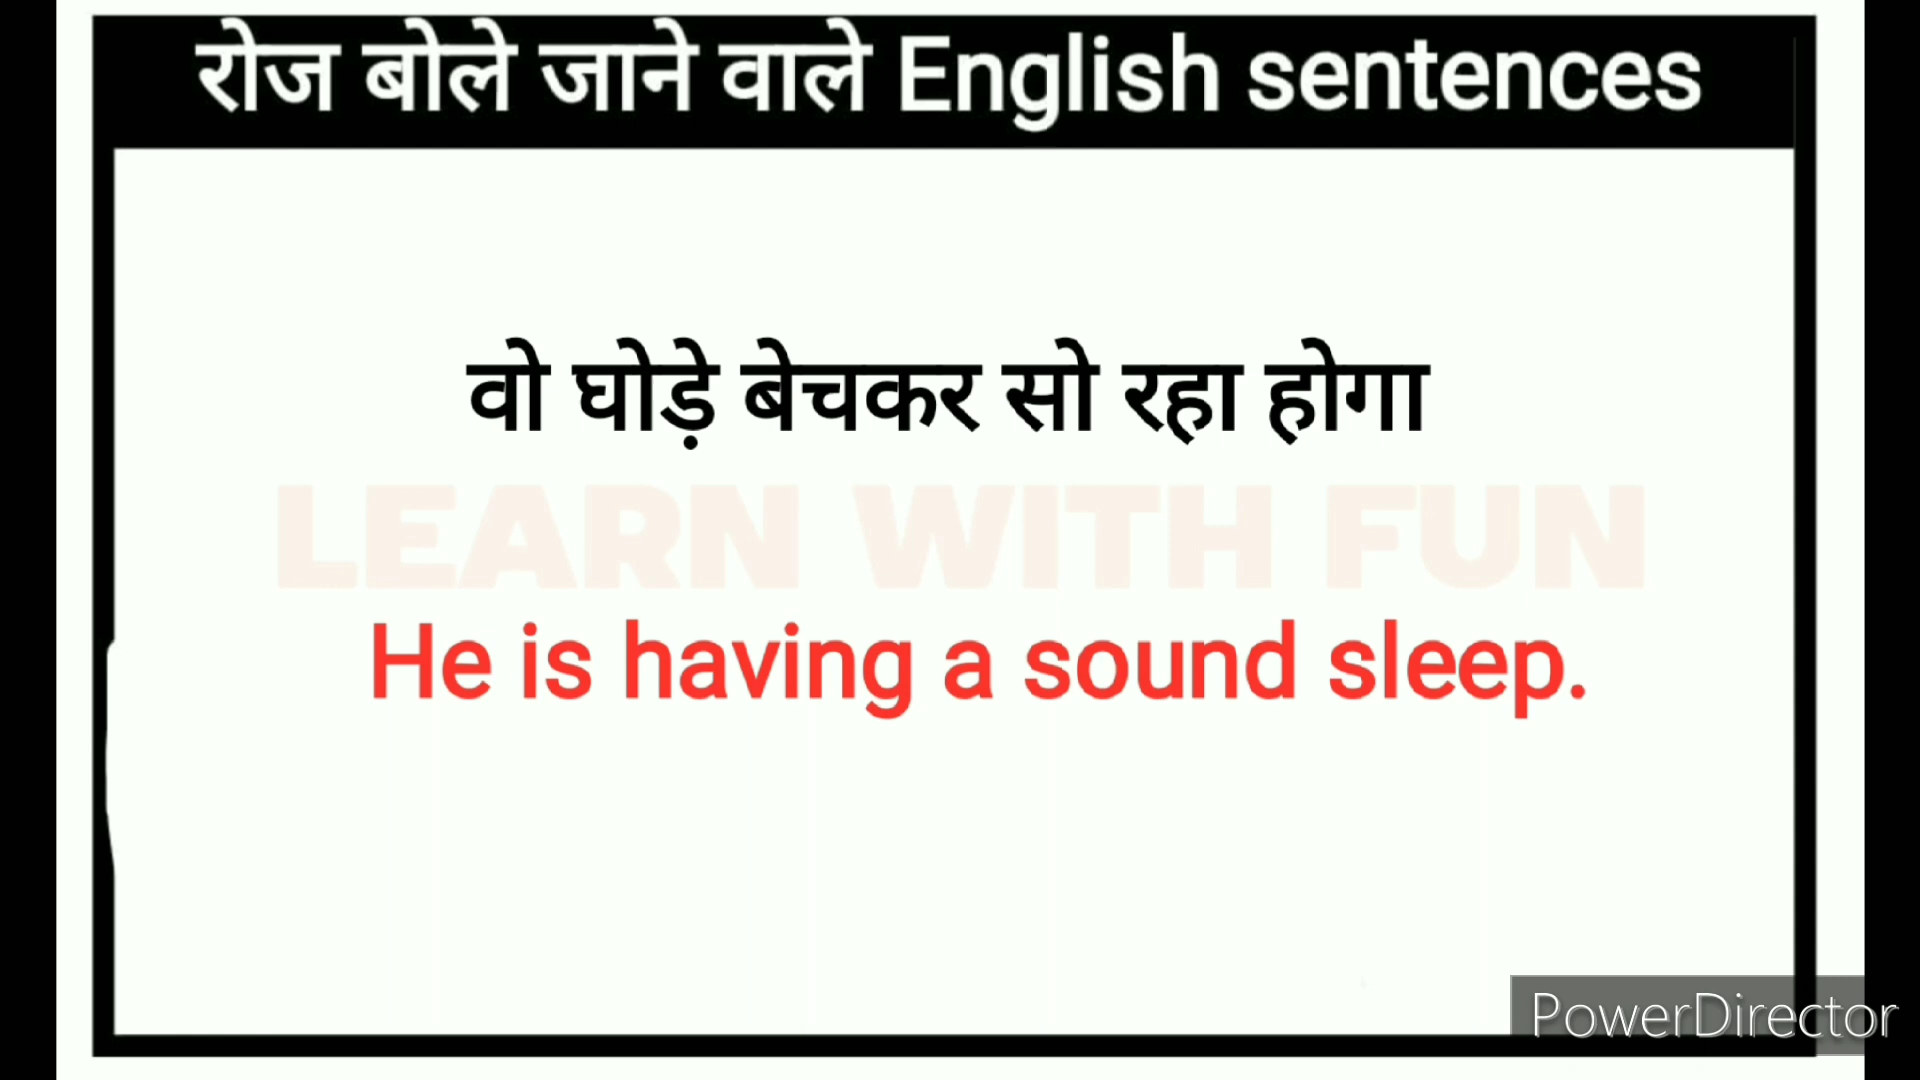 रोज बोले जाने वाले English sentences
वो घोड़े बेचकर सो रहा होगा
LEARN WITH FUN
He is having a sound sleep.
PowerDirector